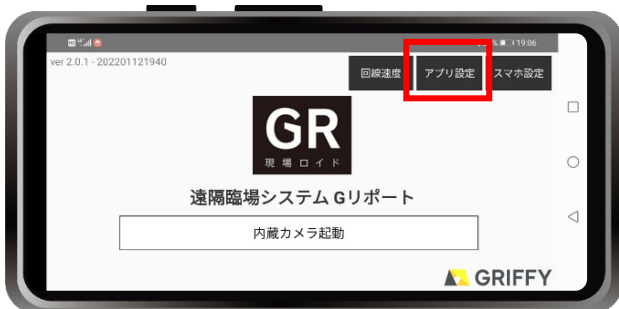 19:06
ver 2.0.1 - 202201121940
回線速度 アプリ設定 スマホ設定
GR
現場ロイド
遠隔臨場システム Gリポート
内蔵カメラ起動
GRIFFY